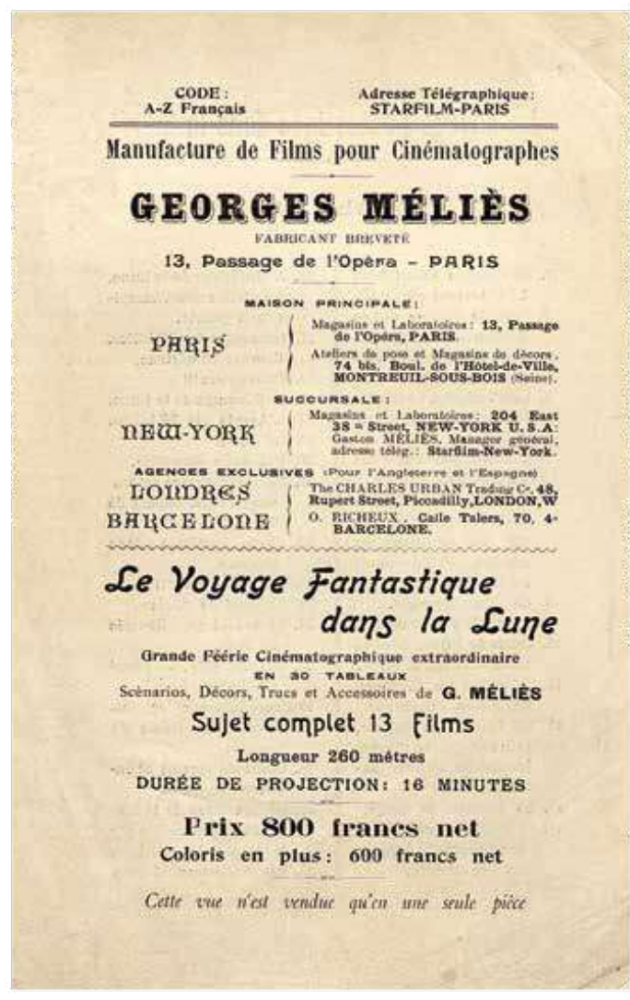 CODE :
A-Z Français
Adresse Télégraphique :
STARFILM-PARIS
Manufacture de Films pour Cinématographes
GEORGES MÉLIÈS
FABRICANT BREVETÉ
13, Passage de l'Opéra - PARIS
MAISON PRINCIPALE :
PARIS
Magasins et Laboratoires : 13, Passage
de l'Opéra, PARIS.
Ateliers de pose et Magasins de décors.
74 bis. Boul. de l'Hôtel-de-Ville,
MONTREUIL-SOUS-BOIS (Seine).
SUCCURSALE :
NEW-YORK
Magasins et Laboratoires : 204 East
38 th Street, NEW-YORK U. S. A :
Gaston MÉLIÈS, Manager général,
adresse télég. : Starfilm-New-York.
AGENCES EXCLUSIVES (Pour l'Angleterre et l'Espagne)
LONDRES
The CHARLES URBAN Trading Co. 48,
Rupert Street, Picadilly, LONDON, W
BARCELONE
O. RICHEUX . Calle Talers, 70, 4º
BARCELONE.
Le Voyage Fantastique
dans la Lune
Grande Féérie Cinématographique extraordinaire
EN 30 TABLEAUX
Scénarios, Décors, Trucs et Accessoires de G. MÉLIÈS
Sujet complet 13 Films
Longueur 260 mètres
DURÉE DE PROJECTION : 16 MINUTES
Prix 800 francs net
Coloris en plus : 600 francs net
Cette vue n'est vendue qu'en une seule pièce